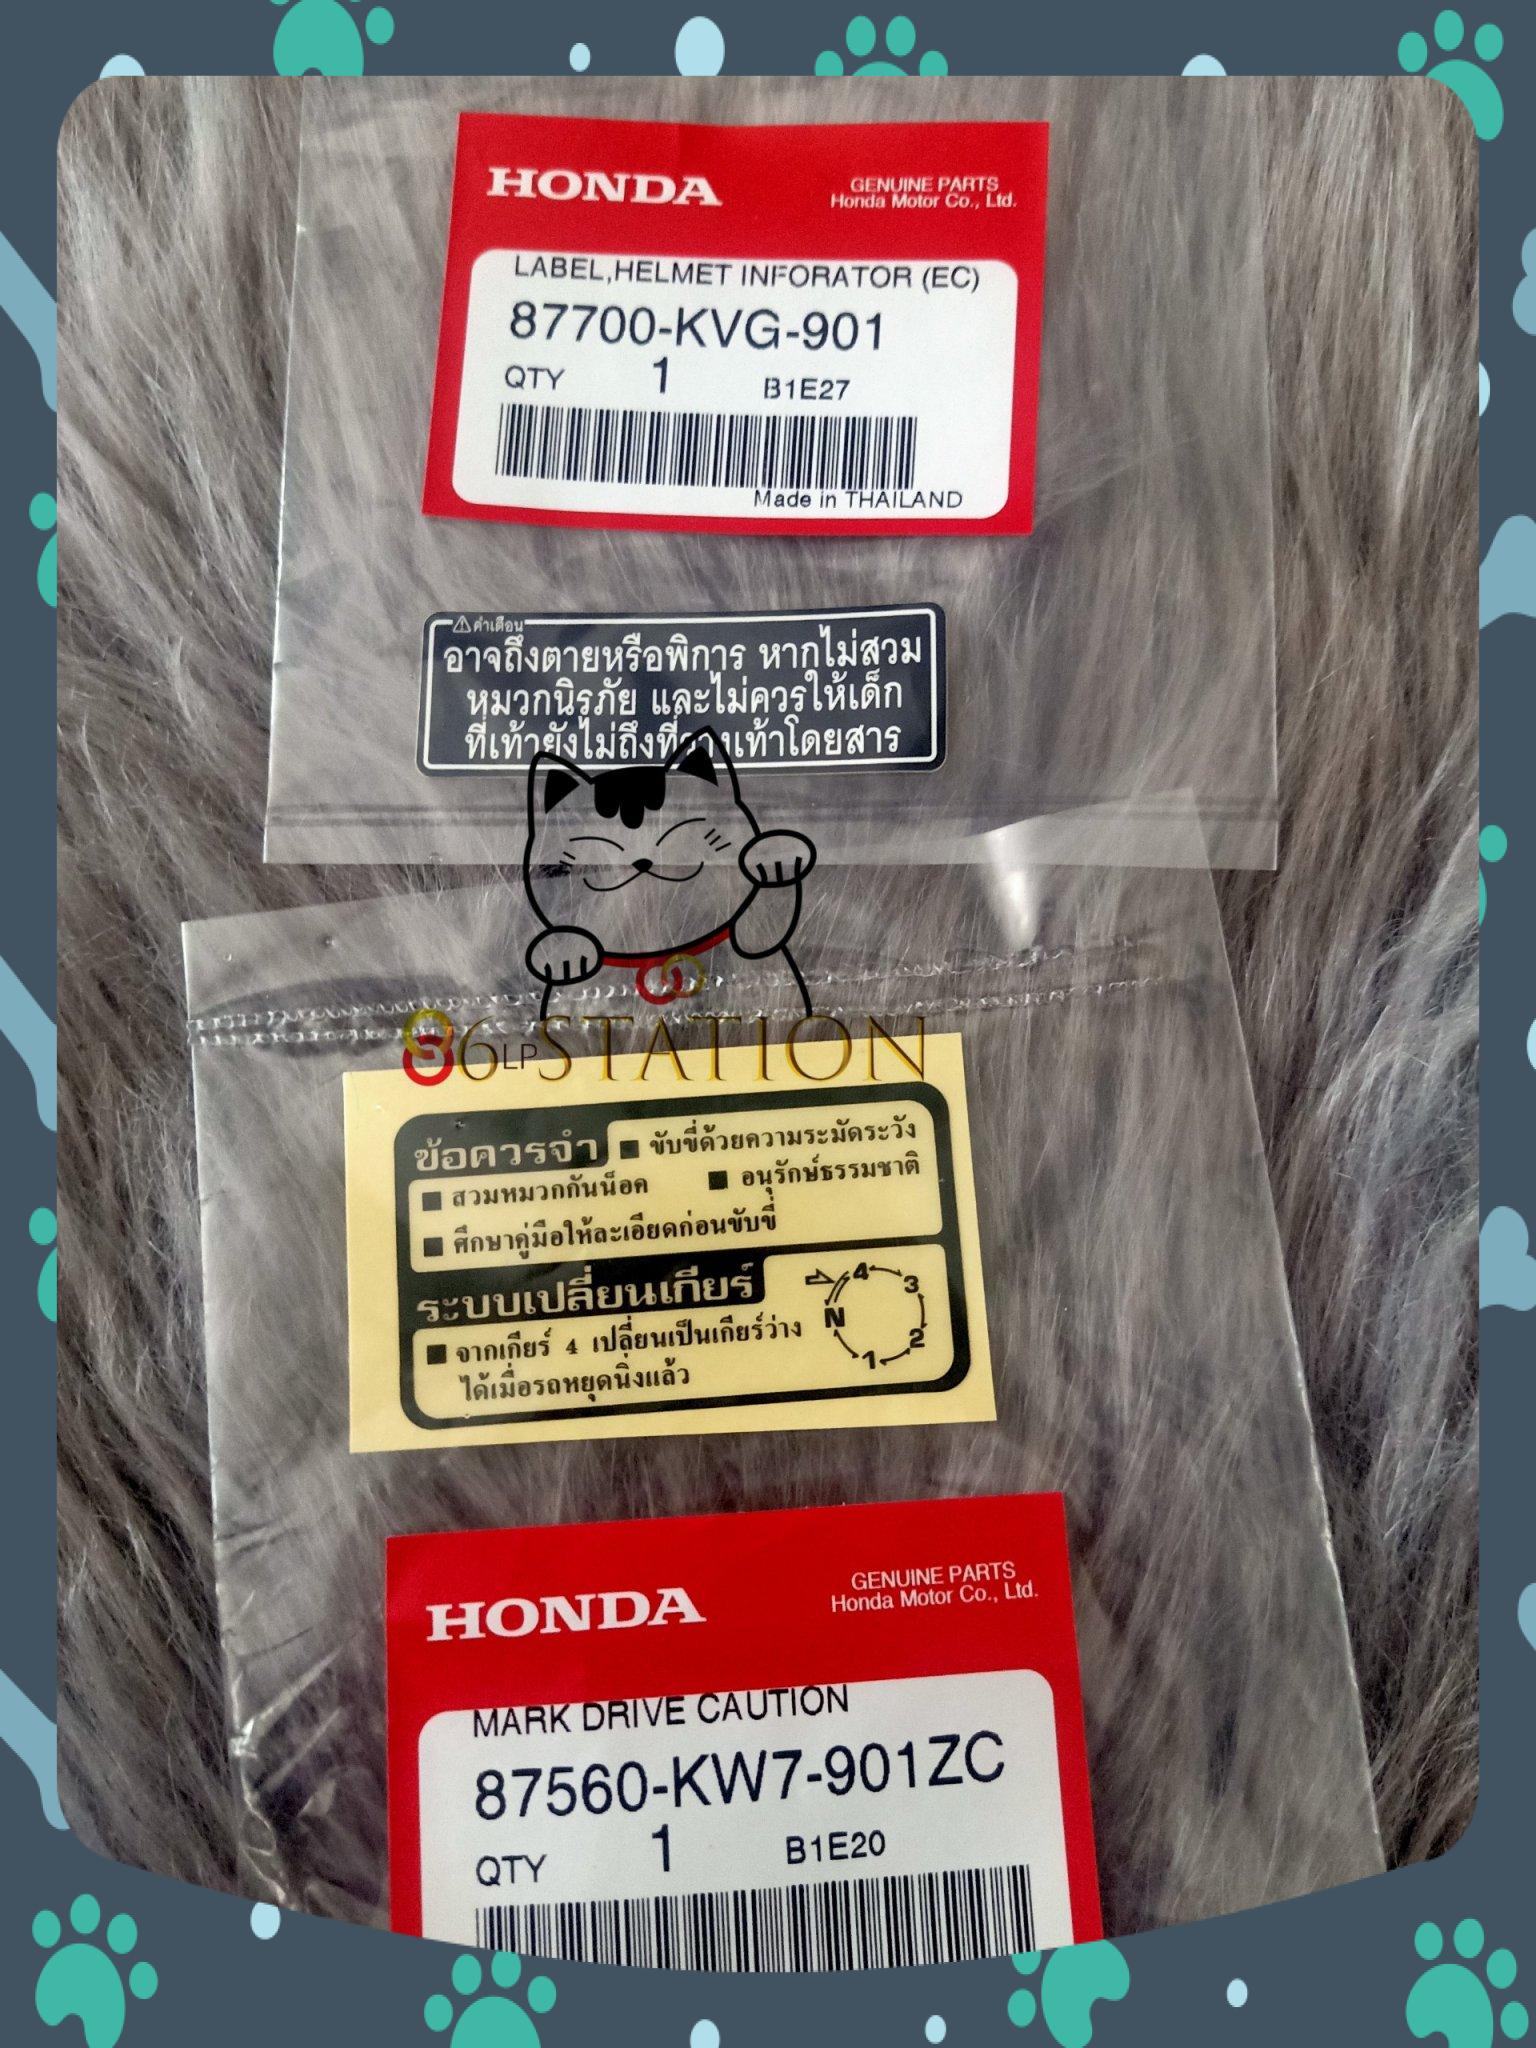 HONDA
GENUINE PARTS
Honda Motor Co., Ltd.
LABEL,HELMET INFORATOR (EC)
87700-KVG-901
QTY 1 B1E27
Made in THAILAND
คำเตือน
อาจถึงตายหรือพิการ หากไม่สวม
หมวกนิรภัย และไม่ควรให้เด็ก
ที่เท้ายังไม่ถึงที่วางเท้าโดยสาร
86LPSTATION
ข้อควรจำ ■ ขับขี่ด้วยความระมัดระวัง
■ สวมหมวกกันน็อค ■ อนุรักษ์ธรรมชาติ
■ ศึกษาคู่มือให้ละเอียดก่อนขับขี่
ระบบเปลี่ยนเกียร์
■ จากเกียร์ 4 เปลี่ยนเป็นเกียร์ว่าง
ได้เมื่อรถหยุดนิ่งแล้ว
N 4 3 2 1
HONDA
GENUINE PARTS
Honda Motor Co., Ltd.
MARK DRIVE CAUTION
87560-KW7-901ZC
QTY 1 B1E20